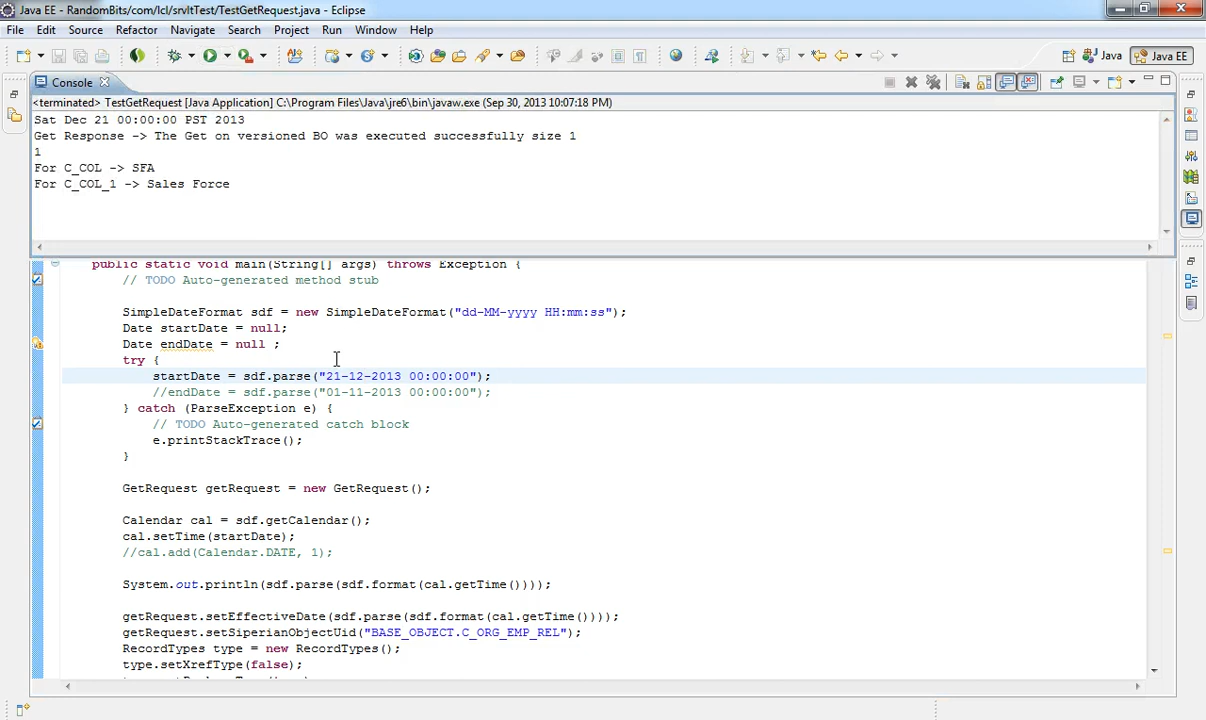 Java EE - RandomBits/com/lcl/srvltTest/TestGetRequest.java - Eclipse
File Edit Source Refactor Navigate Search Project Run Window Help
Java Java EE
Console
<terminated> TestGetRequest [Java Application] C:\Program Files\Java\jre6\bin\javaw.exe (Sep 30, 2013 10:07:18 PM)
Sat Dec 21 00:00:00 PST 2013
Get Response -> The Get on versioned BO was executed successfully size 1
1
For C_COL -> SFA
For C_COL_1 -> Sales Force
public static void main(String[] args) throws Exception {
// TODO Auto-generated method stub
SimpleDateFormat sdf = new SimpleDateFormat("dd-MM-yyyy HH:mm:ss");
Date startDate = null;
Date endDate = null ;
try {
startDate = sdf.parse("21-12-2013 00:00:00");
//endDate = sdf.parse("01-11-2013 00:00:00");
} catch (ParseException e) {
// TODO Auto-generated catch block
e.printStackTrace();
}
GetRequest getRequest = new GetRequest();
Calendar cal = sdf.getCalendar();
cal.setTime(startDate);
//cal.add(Calendar.DATE, 1);
System.out.println(sdf.parse(sdf.format(cal.getTime())));
getRequest.setEffectiveDate(sdf.parse(sdf.format(cal.getTime())));
getRequest.setSiperianObjectUid("BASE_OBJECT.C_ORG_EMP_REL");
RecordTypes type = new RecordTypes();
type.setXrefType(false);